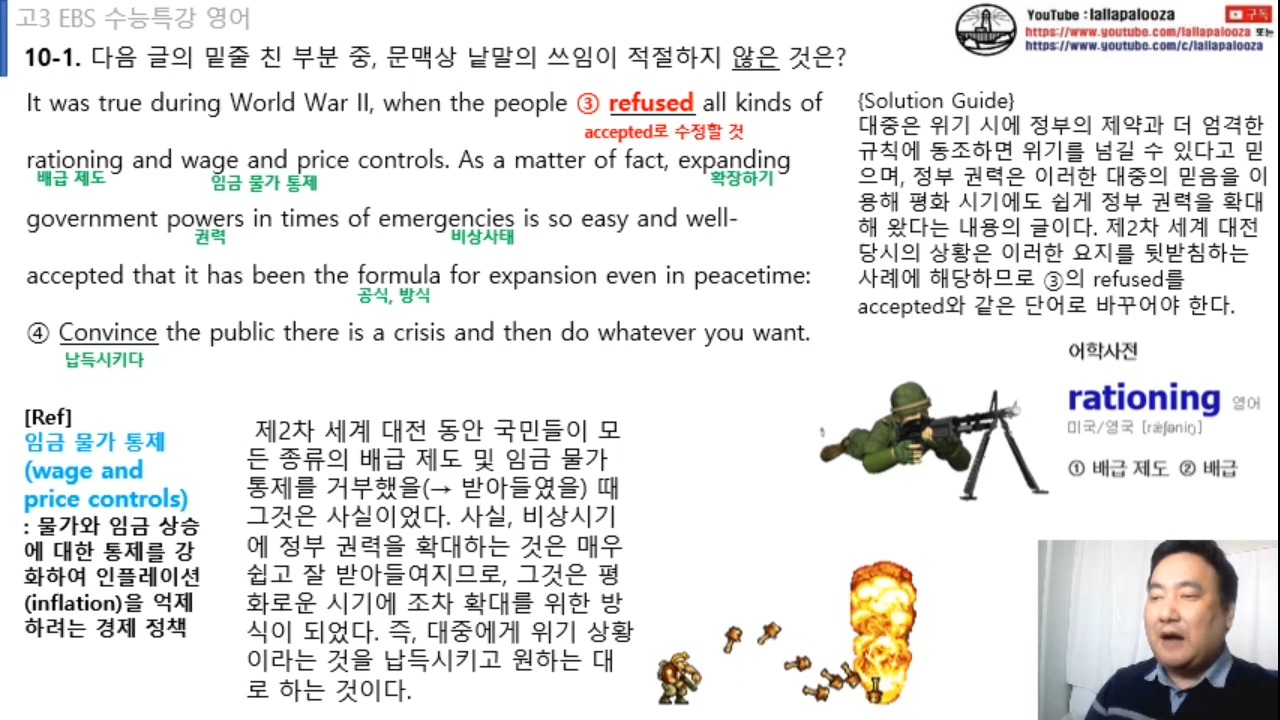 고3 EBS 수능특강 영어
YouTube : lallapalooza
구독
https://www.youtube.com/lallapalooza 또는
https://www.youtube.com/c/lallapalooza
10-1. 다음 글의 밑줄 친 부분 중, 문맥상 낱말의 쓰임이 적절하지 않은 것은?
It was true during World War II, when the people ③ refused all kinds of
accepted로 수정할 것
rationing and wage and price controls. As a matter of fact, expanding
배급 제도 임금 물가 통제 확장하기
government powers in times of emergencies is so easy and well-
권력 비상사태
accepted that it has been the formula for expansion even in peacetime:
공식, 방식
④ Convince the public there is a crisis and then do whatever you want.
납득시키다
{Solution Guide}
대중은 위기 시에 정부의 제약과 더 엄격한
규칙에 동조하면 위기를 넘길 수 있다고 믿
으며, 정부 권력은 이러한 대중의 믿음을 이
용해 평화 시기에도 쉽게 정부 권력을 확대
해 왔다는 내용의 글이다. 제2차 세계 대전
당시의 상황은 이러한 요지를 뒷받침하는
사례에 해당하므로 ③의 refused를
accepted와 같은 단어로 바꾸어야 한다.
어학사전
rationing 영어
미국/영국 [rӕʃəniŋ]
① 배급 제도 ② 배급
[Ref]
임금 물가 통제
(wage and
price controls)
: 물가와 임금 상승
에 대한 통제를 강
화하여 인플레이션
(inflation)을 억제
하려는 경제 정책
제2차 세계 대전 동안 국민들이 모
든 종류의 배급 제도 및 임금 물가
통제를 거부했을(→ 받아들였을) 때
그것은 사실이었다. 사실, 비상시기
에 정부 권력을 확대하는 것은 매우
쉽고 잘 받아들여지므로, 그것은 평
화로운 시기에 조차 확대를 위한 방
식이 되었다. 즉, 대중에게 위기 상황
이라는 것을 납득시키고 원하는 대
로 하는 것이다.